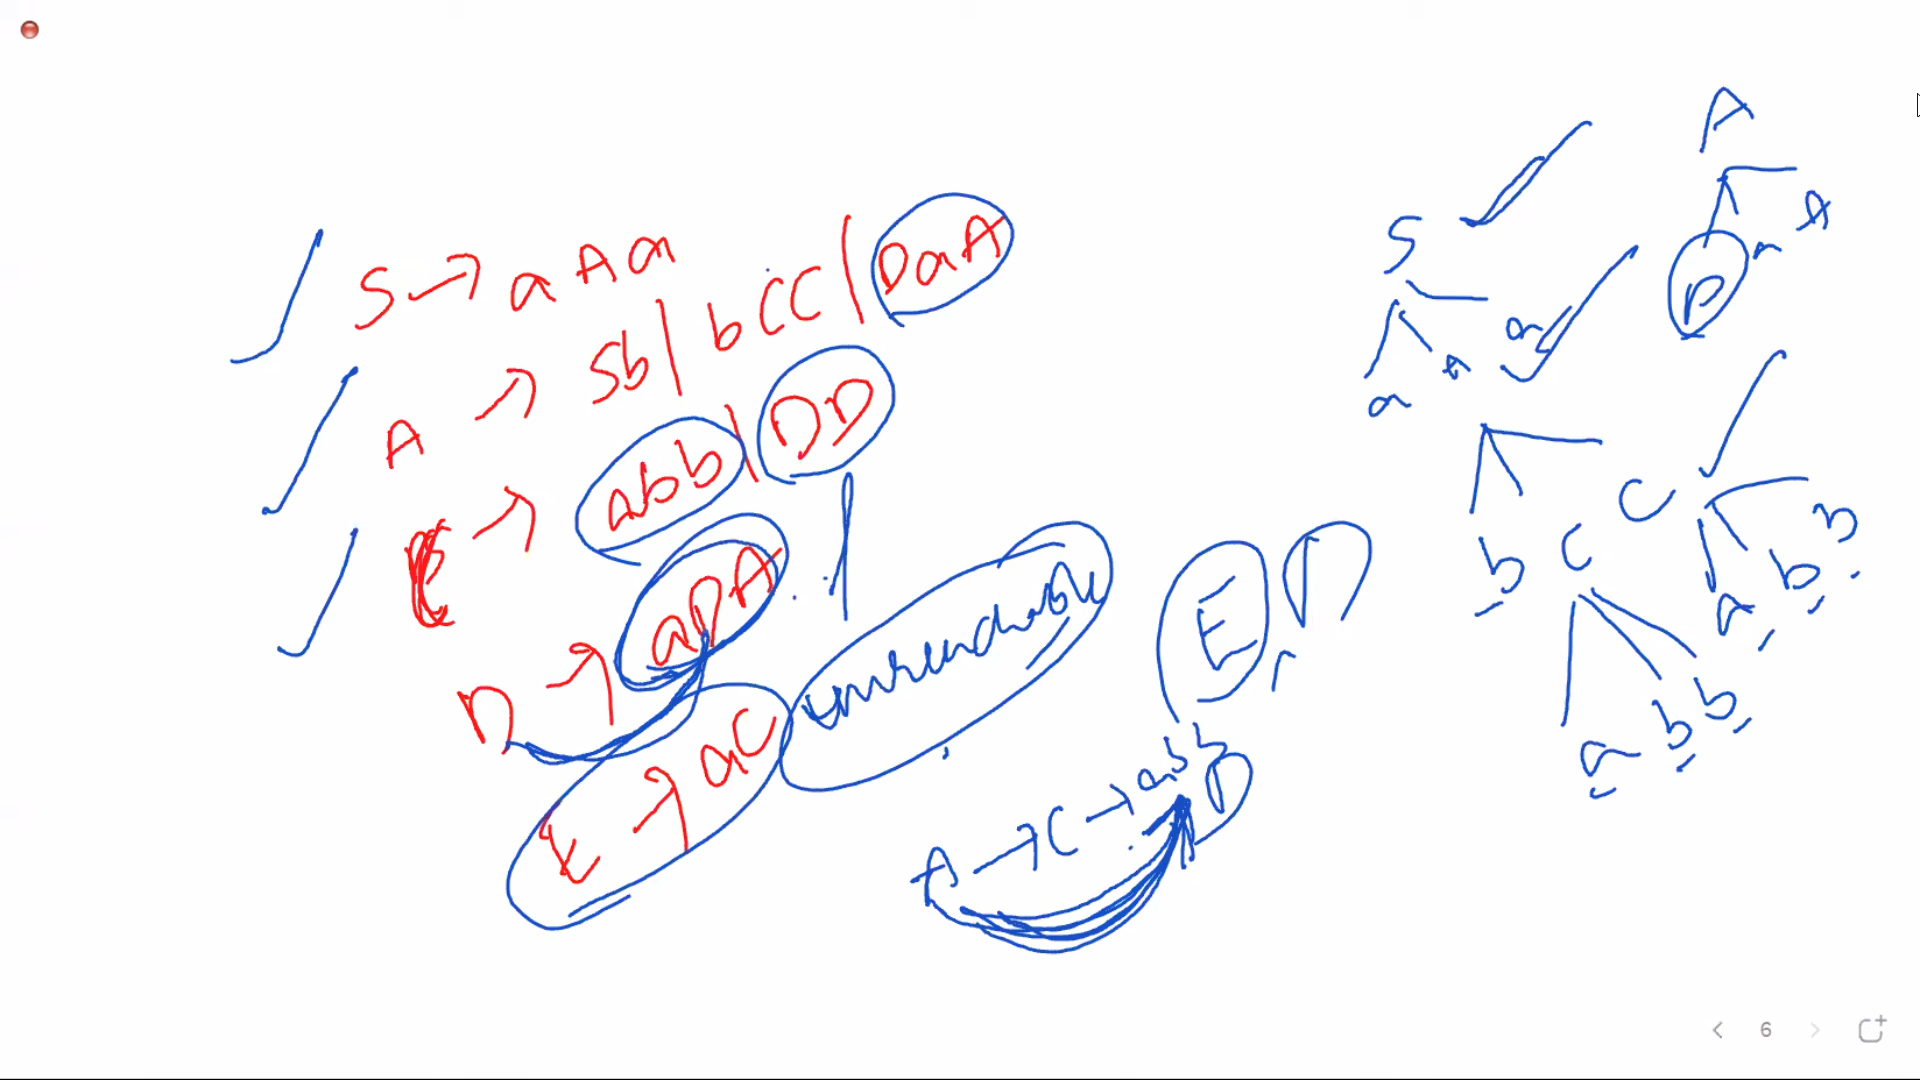 S → aAa
A → Sb | bCC | DaA
C → abb | DD
D → aDA
E → aC
unreachable
E, D
A → C → abb
D
S
a A a
b C C
a b b
a b b
A
D a A
6